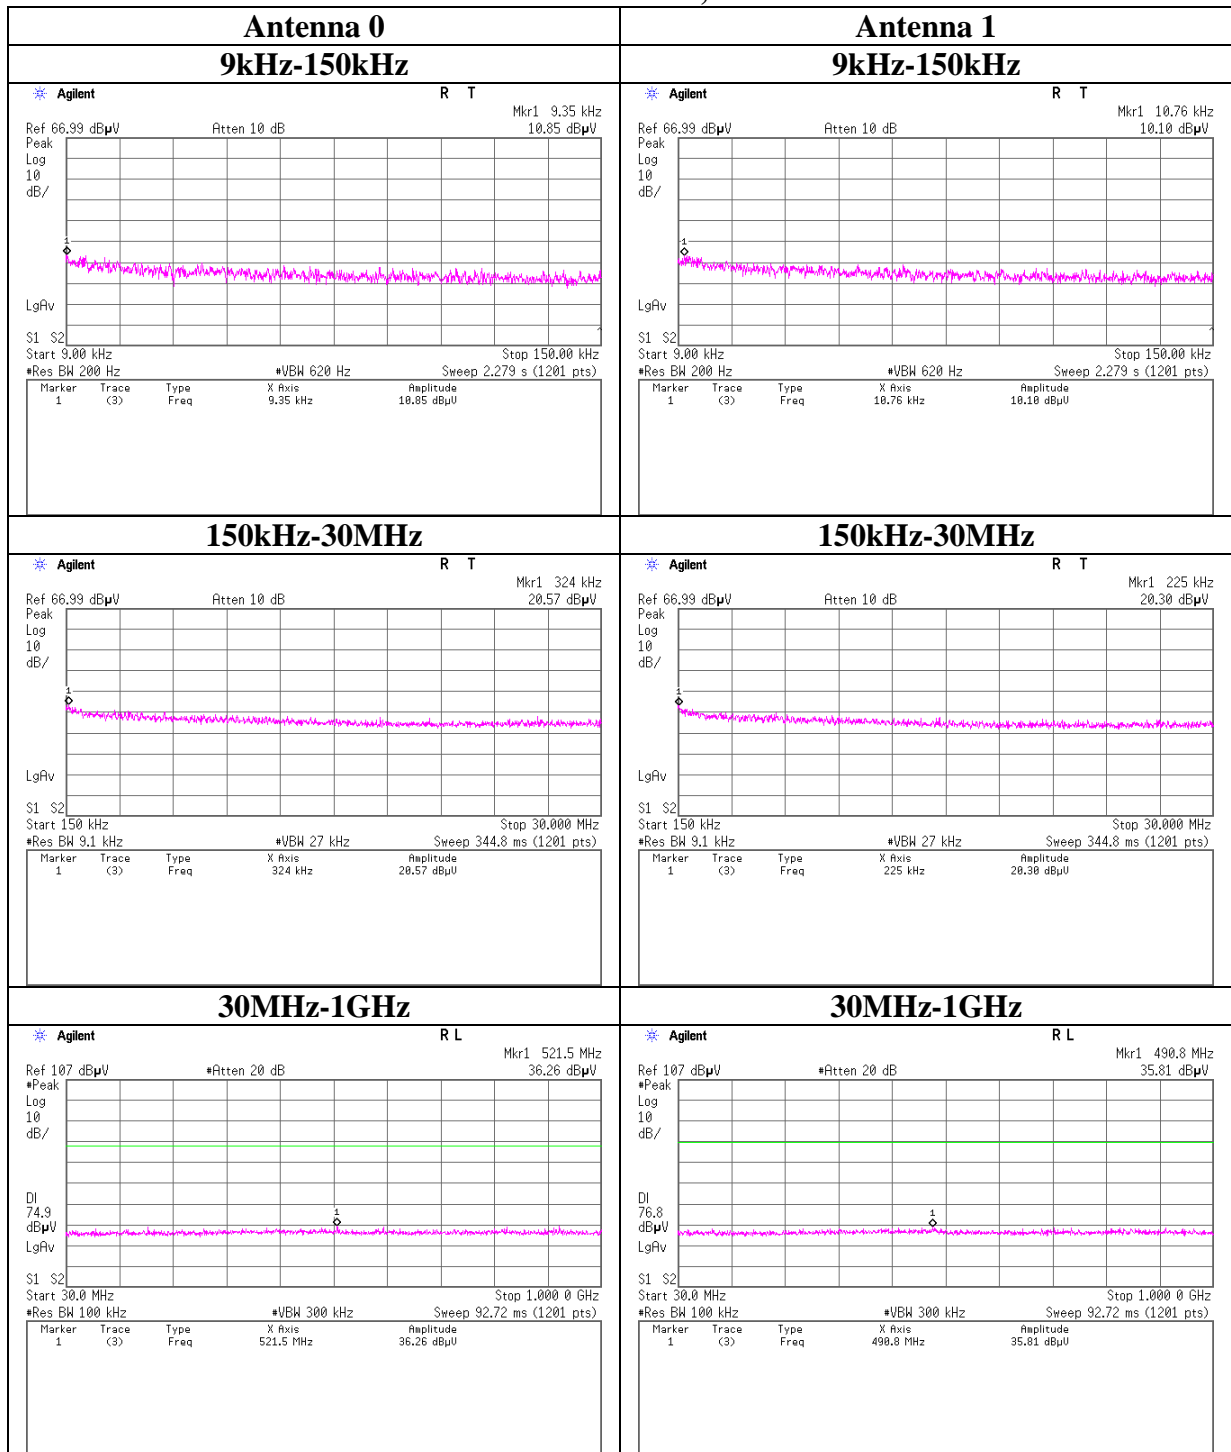 Antenna 0
Antenna 1
9kHz-150kHz
9kHz-150kHz
Agilent
R T
Mkr1 9.35 kHz
Ref 66.99 dBµV
Atten 10 dB
10.85 dBµV
Peak
Log
10
dB/
1
LgAv
S1 S2
Start 9.00 kHz
Stop 150.00 kHz
#Res BW 200 Hz
#VBW 620 Hz
Sweep 2.279 s (1201 pts)
Marker Trace Type X Axis Amplitude
1 (3) Freq 9.35 kHz 10.85 dBµV
Agilent
R T
Mkr1 10.76 kHz
Ref 66.99 dBµV
Atten 10 dB
10.10 dBµV
Peak
Log
10
dB/
1
LgAv
S1 S2
Start 9.00 kHz
Stop 150.00 kHz
#Res BW 200 Hz
#VBW 620 Hz
Sweep 2.279 s (1201 pts)
Marker Trace Type X Axis Amplitude
1 (3) Freq 10.76 kHz 10.10 dBµV
150kHz-30MHz
150kHz-30MHz
Agilent
R T
Mkr1 324 kHz
Ref 66.99 dBµV
Atten 10 dB
20.57 dBµV
Peak
Log
10
dB/
1
LgAv
S1 S2
Start 150 kHz
Stop 30.000 MHz
#Res BW 9.1 kHz
#VBW 27 kHz
Sweep 344.8 ms (1201 pts)
Marker Trace Type X Axis Amplitude
1 (3) Freq 324 kHz 20.57 dBµV
Agilent
R T
Mkr1 225 kHz
Ref 66.99 dBµV
Atten 10 dB
20.30 dBµV
Peak
Log
10
dB/
1
LgAv
S1 S2
Start 150 kHz
Stop 30.000 MHz
#Res BW 9.1 kHz
#VBW 27 kHz
Sweep 344.8 ms (1201 pts)
Marker Trace Type X Axis Amplitude
1 (3) Freq 225 kHz 20.30 dBµV
30MHz-1GHz
30MHz-1GHz
Agilent
R L
Mkr1 521.5 MHz
Ref 107 dBµV
#Atten 20 dB
36.26 dBµV
#Peak
Log
10
dB/
DI
74.9
dBµV
1
LgAv
S1 S2
Start 30.0 MHz
Stop 1.000 0 GHz
#Res BW 100 kHz
#VBW 300 kHz
Sweep 92.72 ms (1201 pts)
Marker Trace Type X Axis Amplitude
1 (3) Freq 521.5 MHz 36.26 dBµV
Agilent
R L
Mkr1 490.8 MHz
Ref 107 dBµV
#Atten 20 dB
35.81 dBµV
#Peak
Log
10
dB/
DI
76.8
dBµV
1
LgAv
S1 S2
Start 30.0 MHz
Stop 1.000 0 GHz
#Res BW 100 kHz
#VBW 300 kHz
Sweep 92.72 ms (1201 pts)
Marker Trace Type X Axis Amplitude
1 (3) Freq 490.8 MHz 35.81 dBµV